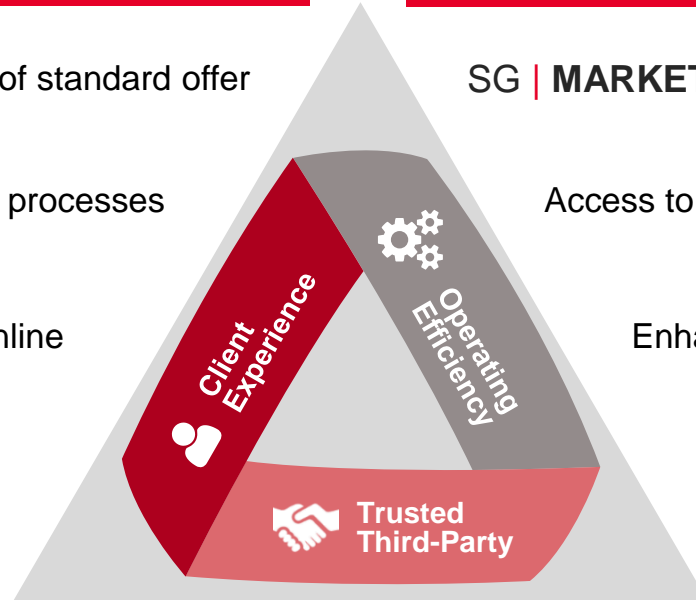 of standard offer
SG | MARKET
processes
Access to
nline
Enha
Client
Experience
Operating
Efficiency
Trusted
Third-Party